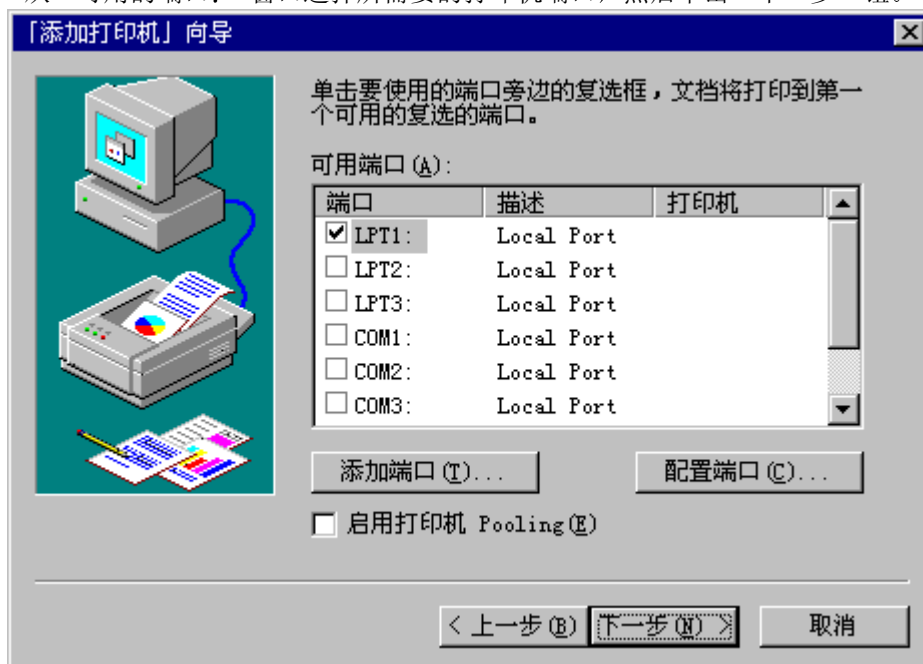 「添加打印机」向导
单击要使用的端口旁边的复选框，文档将打印到第一
个可用的复选的端口。
可用端口(A):
端口 描述 打印机
LPT1: Local Port
LPT2: Local Port
LPT3: Local Port
COM1: Local Port
COM2: Local Port
COM3: Local Port
添加端口(T)... 配置端口(C)...
启用打印机 Pooling(E)
< 上一步(B) 下一步(N) > 取消